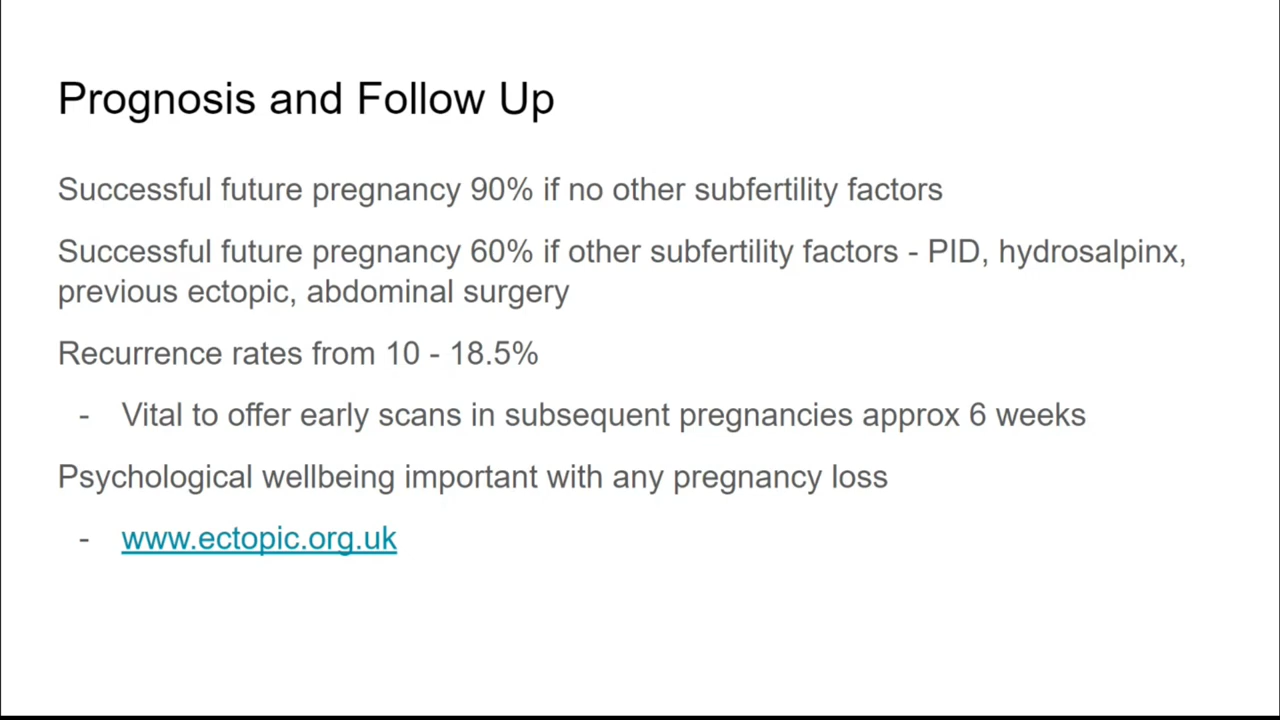 Prognosis and Follow Up
Successful future pregnancy 90% if no other subfertility factors
Successful future pregnancy 60% if other subfertility factors - PID, hydrosalpinx,
previous ectopic, abdominal surgery
Recurrence rates from 10 - 18.5%
- Vital to offer early scans in subsequent pregnancies approx 6 weeks
Psychological wellbeing important with any pregnancy loss
- www.ectopic.org.uk